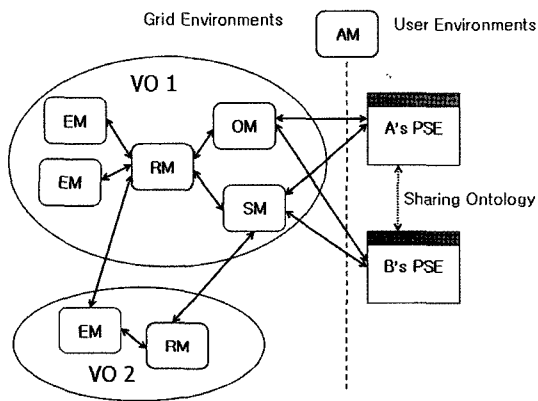 Grid Environments
AM
User Environments
VO 1
EM
OM
A's PSE
EM
RM
Sharing Ontology
SM
B's PSE
EM
RM
VO 2